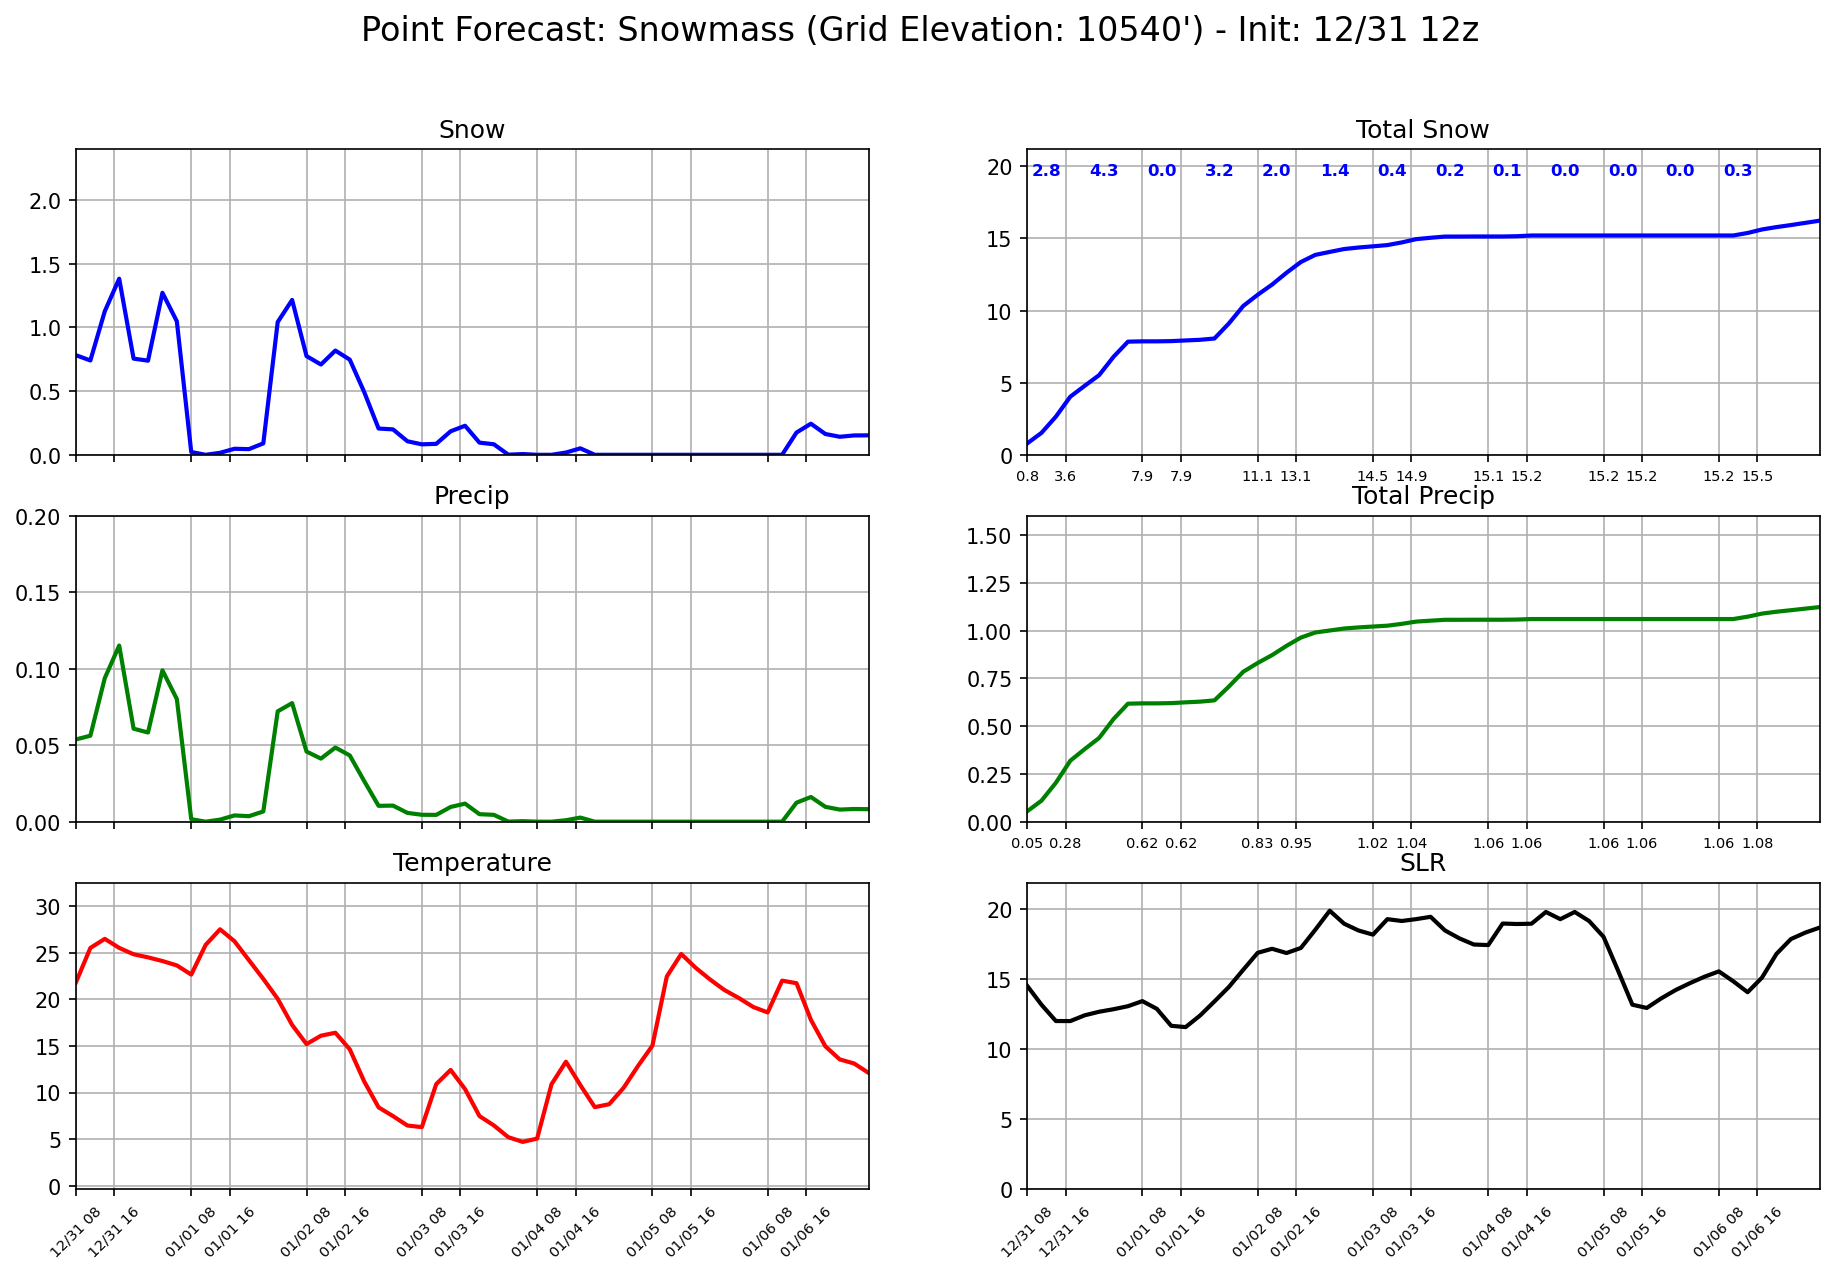 Point Forecast: Snowmass (Grid Elevation: 10540') - Init: 12/31 12z
Snow
2.0
1.5
1.0
0.5
0.0
Total Snow
2.8 4.3 0.0 3.2 2.0 1.4 0.4 0.2 0.1 0.0 0.0 0.0 0.3
20
15
10
5
0
0.8 3.6 7.9 7.9 11.1 13.1 14.5 14.9 15.1 15.2 15.2 15.2 15.2 15.5
Precip
0.20
0.15
0.10
0.05
0.00
Total Precip
1.50
1.25
1.00
0.75
0.50
0.25
0.00
0.05 0.28 0.62 0.62 0.83 0.95 1.02 1.04 1.06 1.06 1.06 1.06 1.06 1.08
Temperature
30
25
20
15
10
5
0
12/31 08 12/31 16 01/01 08 01/01 16 01/02 08 01/02 16 01/03 08 01/03 16 01/04 08 01/04 16 01/05 08 01/05 16 01/06 08 01/06 16
SLR
20
15
10
5
0
12/31 08 12/31 16 01/01 08 01/01 16 01/02 08 01/02 16 01/03 08 01/03 16 01/04 08 01/04 16 01/05 08 01/05 16 01/06 08 01/06 16